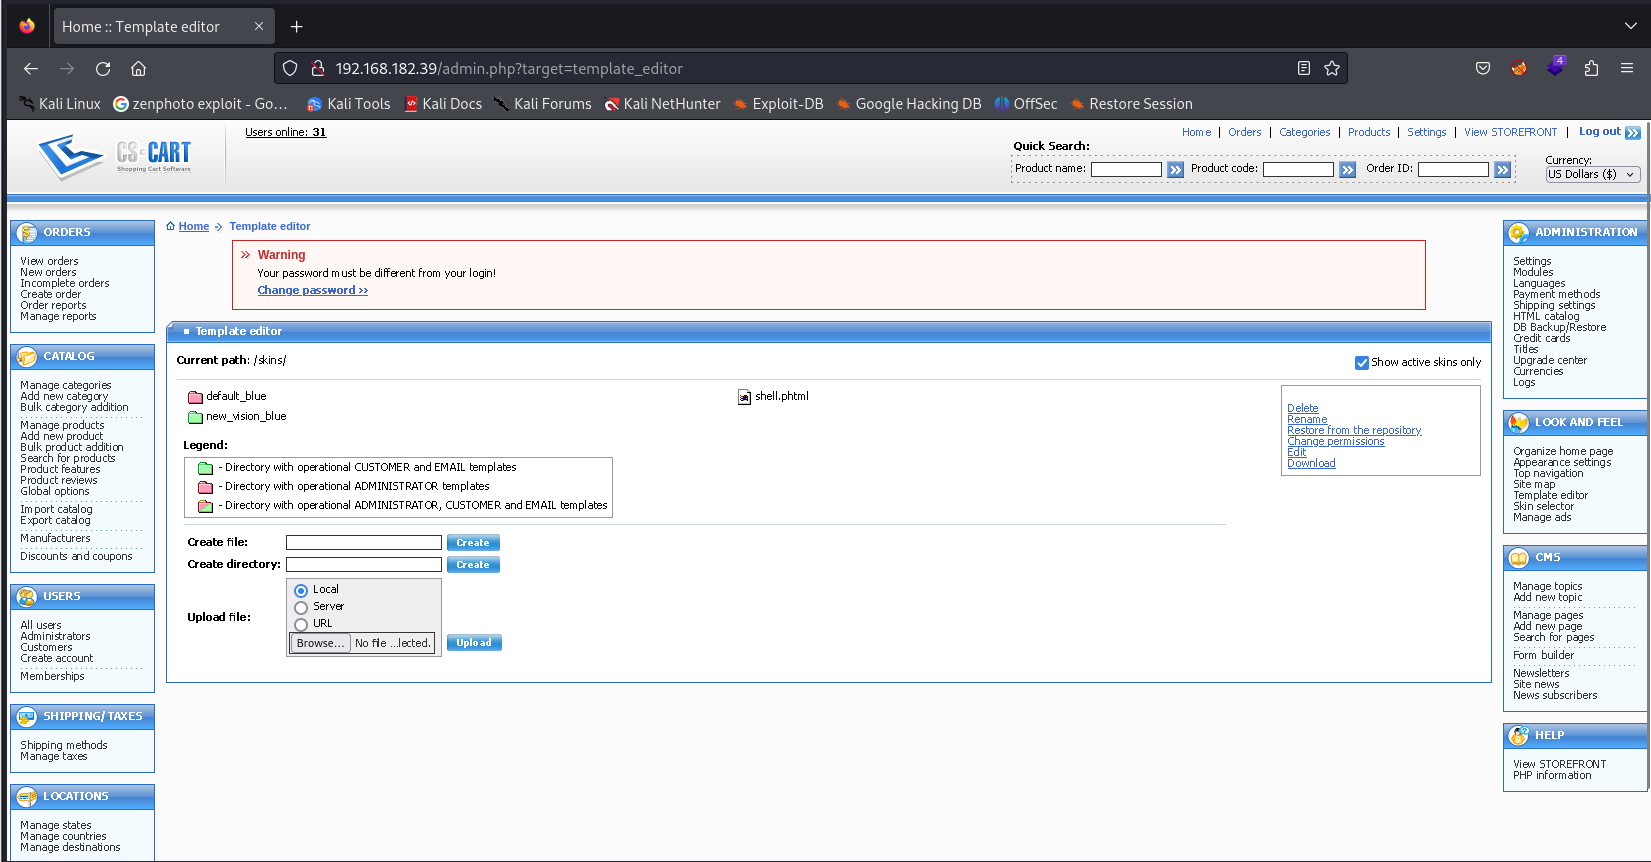 Home :: Template editor
192.168.182.39/admin.php?target=template_editor
4
Kali Linux
zenphoto exploit - Go…
Kali Tools
Kali Docs
Kali Forums
Kali NetHunter
Exploit-DB
Google Hacking DB
OffSec
Restore Session
CS-CART
Shopping Cart Software
Users online: 31
Home | Orders | Categories | Products | Settings | View STOREFRONT | Log out
Quick Search:
Product name:
Product code:
Order ID:
Currency:
US Dollars ($)
ORDERS
View orders
New orders
Incomplete orders
Create order
Order reports
Manage reports
CATALOG
Manage categories
Add new category
Bulk category addition
Manage products
Add new product
Bulk product addition
Search for products
Product features
Product reviews
Global options
Import catalog
Export catalog
Manufacturers
Discounts and coupons
USERS
All users
Administrators
Customers
Create account
Memberships
SHIPPING/TAXES
Shipping methods
Manage taxes
LOCATIONS
Manage states
Manage countries
Manage destinations
Home
Template editor
Warning
Your password must be different from your login!
Change password >>
Template editor
Current path: /skins/
Show active skins only
default_blue
new_vision_blue
shell.phtml
Delete
Rename
Restore from the repository
Change permissions
Edit
Download
Legend:
- Directory with operational CUSTOMER and EMAIL templates
- Directory with operational ADMINISTRATOR templates
- Directory with operational ADMINISTRATOR, CUSTOMER and EMAIL templates
Create file:
Create
Create directory:
Create
Upload file:
Local
Server
URL
Browse...
No file ...lected.
Upload
ADMINISTRATION
Settings
Modules
Languages
Payment methods
Shipping settings
HTML catalog
DB Backup/Restore
Credit cards
Titles
Upgrade center
Currencies
Logs
LOOK AND FEEL
Organize home page
Appearance settings
Top navigation
Site map
Template editor
Skin selector
Manage ads
CMS
Manage topics
Add new topic
Manage pages
Add new page
Search for pages
Form builder
Newsletters
Site news
News subscribers
HELP
View STOREFRONT
PHP information